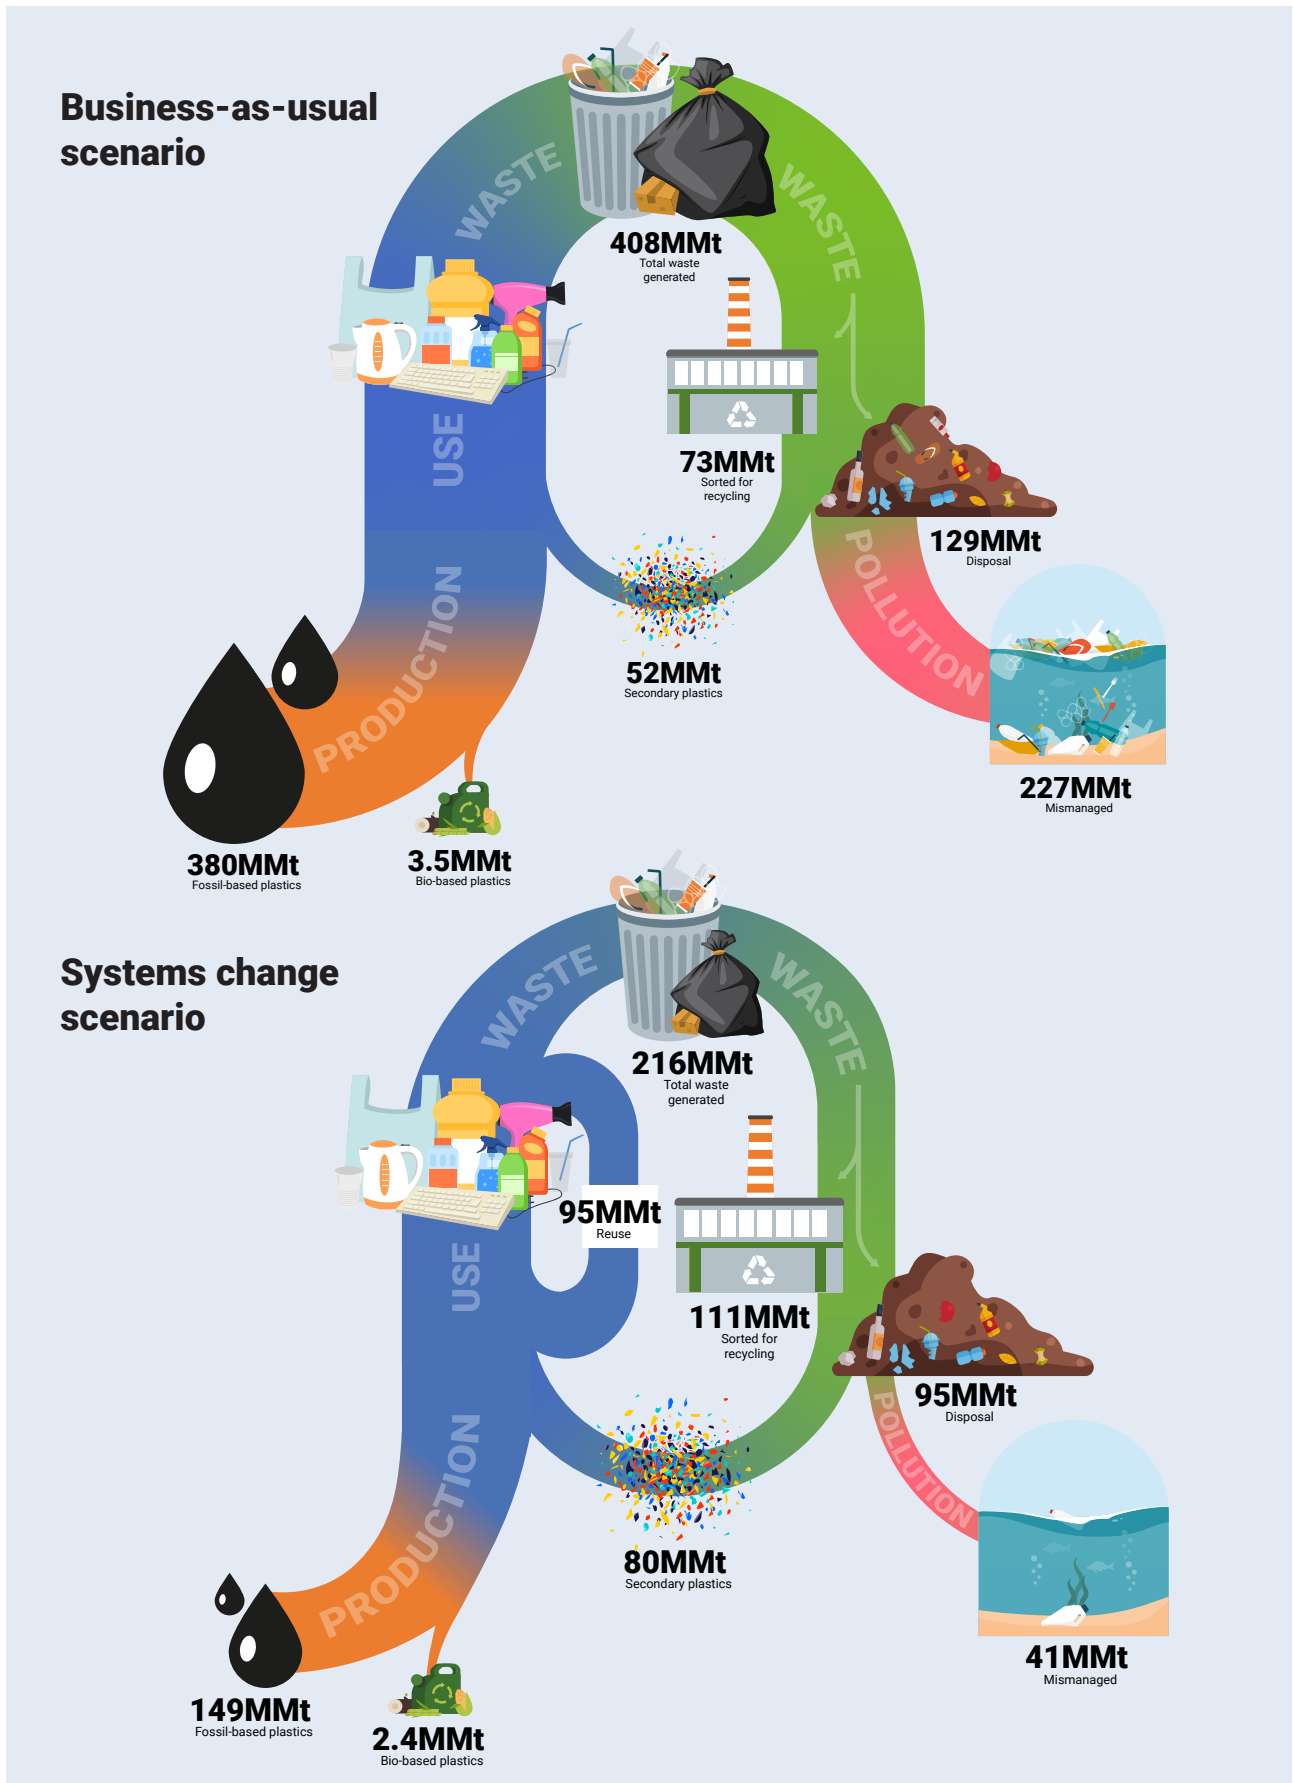 Business-as-usual
scenario
WASTE
WASTE
408MMt
Total waste
generated
73MMt
Sorted for
recycling
USE
129MMt
Disposal
POLLUTION
52MMt
Secondary plastics
PRODUCTION
227MMt
Mismanaged
380MMt
Fossil-based plastics
3.5MMt
Bio-based plastics
Systems change
scenario
WASTE
WASTE
216MMt
Total waste
generated
95MMt
Reuse
USE
111MMt
Sorted for
recycling
95MMt
Disposal
POLLUTION
PRODUCTION
80MMt
Secondary plastics
41MMt
Mismanaged
149MMt
Fossil-based plastics
2.4MMt
Bio-based plastics